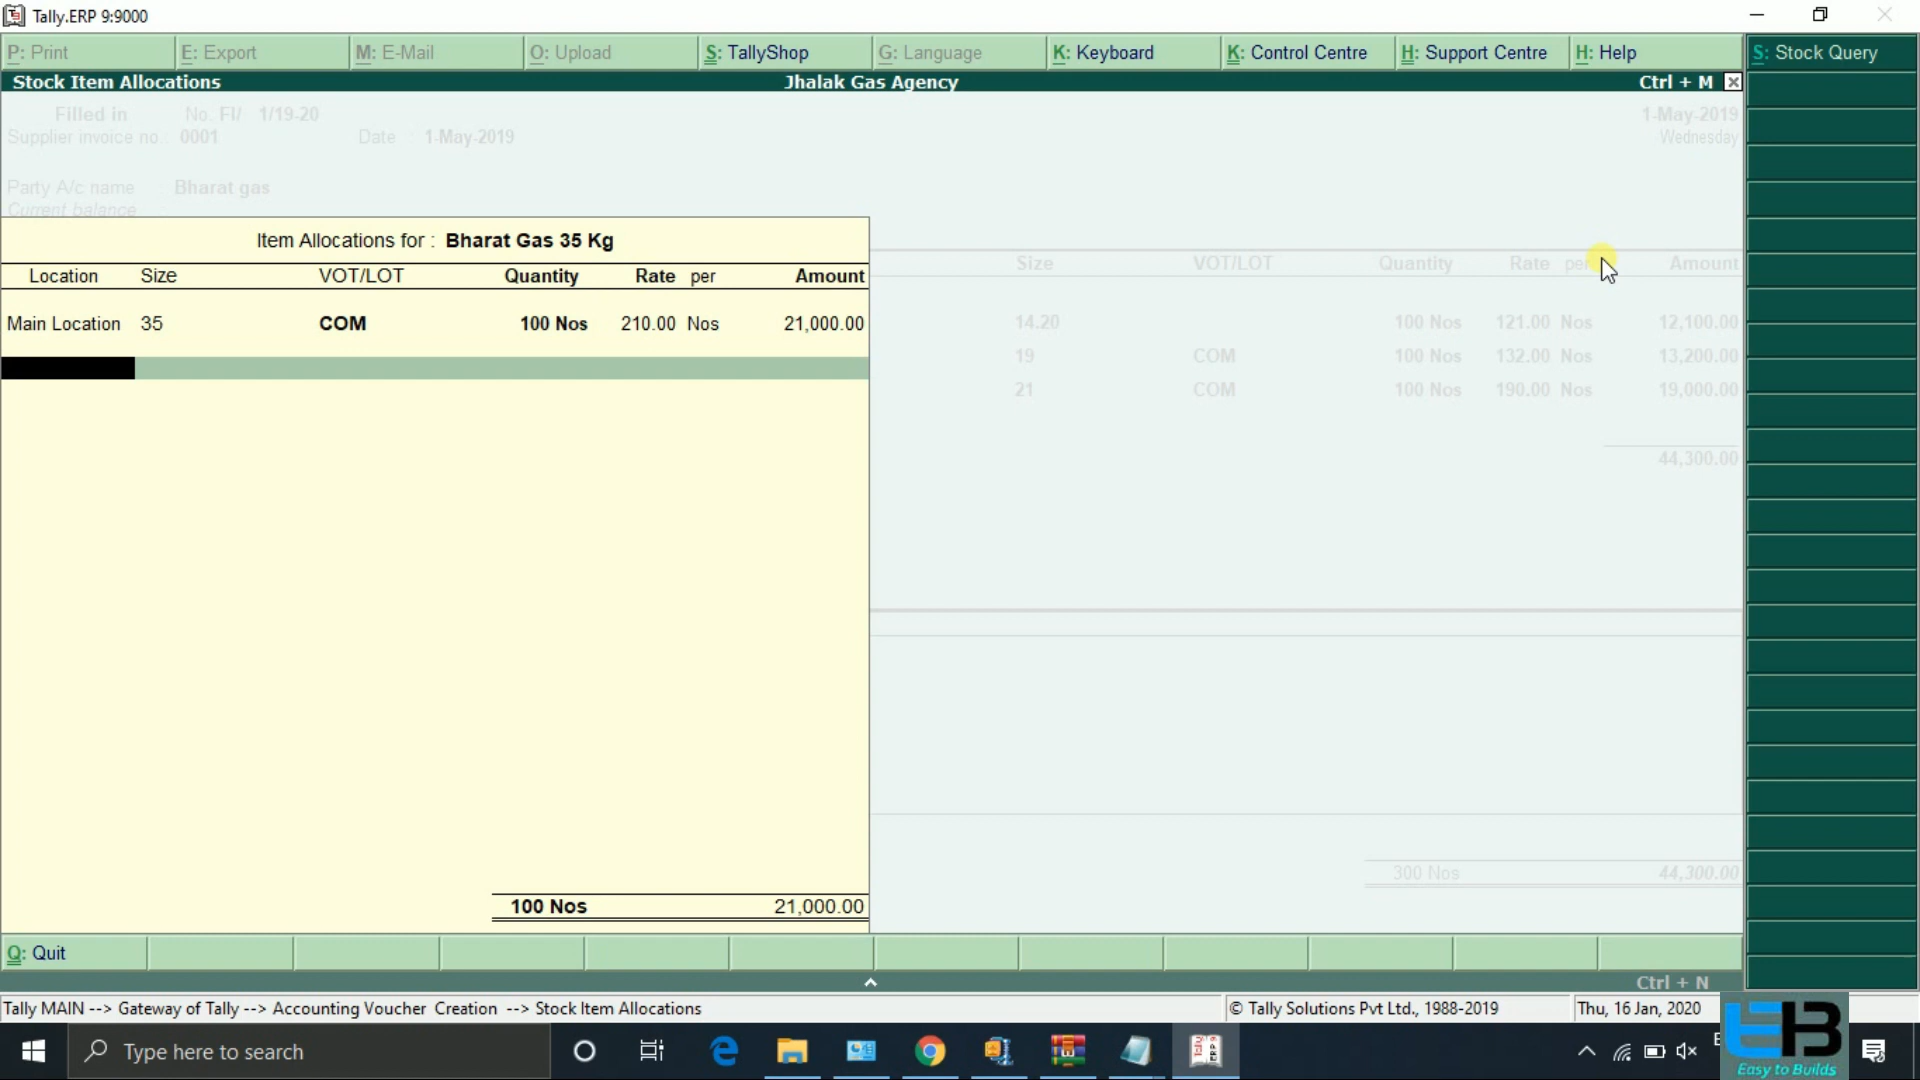 Tally.ERP 9:9000
P: Print E: Export M: E-Mail O: Upload S: TallyShop G: Language K: Keyboard K: Control Centre H: Support Centre H: Help S: Stock Query
Stock Item Allocations Jhalak Gas Agency Ctrl + M
Filled in No. FI/ 1/19-20 1-May-2019
Supplier invoice no. 0001 Date : 1-May-2019 Wednesday
Party A/c name : Bharat gas
Current balance
Item Allocations for : Bharat Gas 35 Kg
Location Size VOT/LOT Quantity Rate per Amount
Main Location 35 COM 100 Nos 210.00 Nos 21,000.00
100 Nos 21,000.00
Size VOT/LOT Quantity Rate per Amount
14.20 100 Nos 121.00 Nos 12,100.00
19 COM 100 Nos 132.00 Nos 13,200.00
21 COM 100 Nos 190.00 Nos 19,000.00
44,300.00
300 Nos 44,300.00
Q: Quit
Ctrl + N
Tally MAIN --> Gateway of Tally --> Accounting Voucher Creation --> Stock Item Allocations © Tally Solutions Pvt Ltd., 1988-2019 Thu, 16 Jan, 2020
Type here to search
EB
Easy to Builds